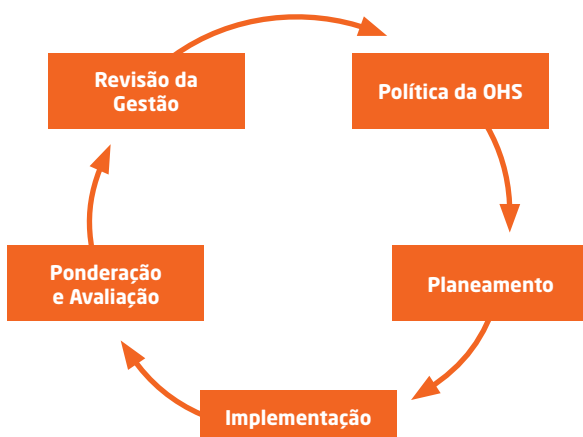 Revisão da
Gestão
Política da OHS
Ponderação
e Avaliação
Planeamento
Implementação